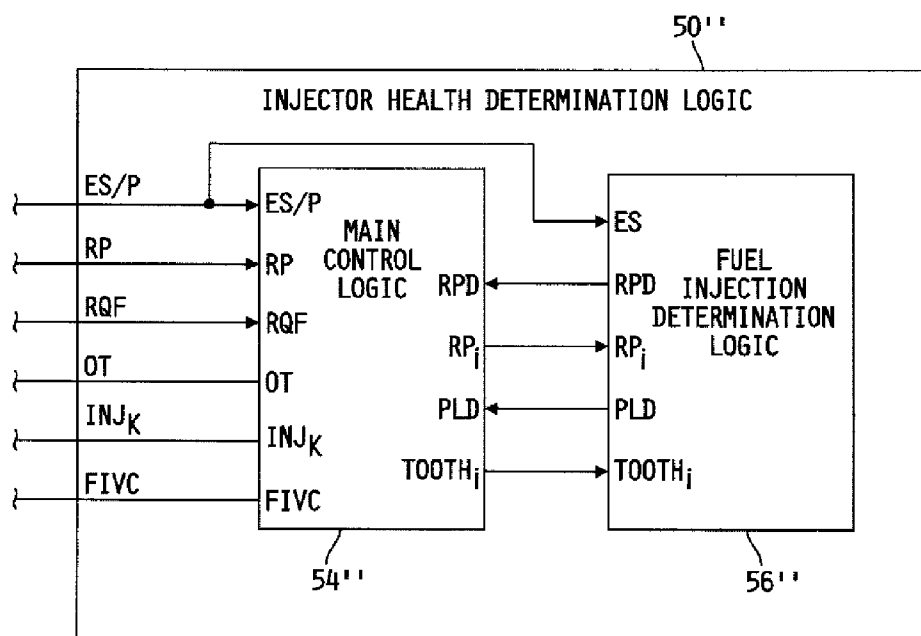 50''
INJECTOR HEALTH DETERMINATION LOGIC
ES/P
RP
RQF
OT
INJK
FIVC
ES/P
RP
RQF
OT
INJK
FIVC
MAIN
CONTROL
LOGIC
RPD
RPi
PLD
TOOTHi
ES
RPD
RPi
PLD
TOOTHi
FUEL
INJECTION
DETERMINATION
LOGIC
54''
56''